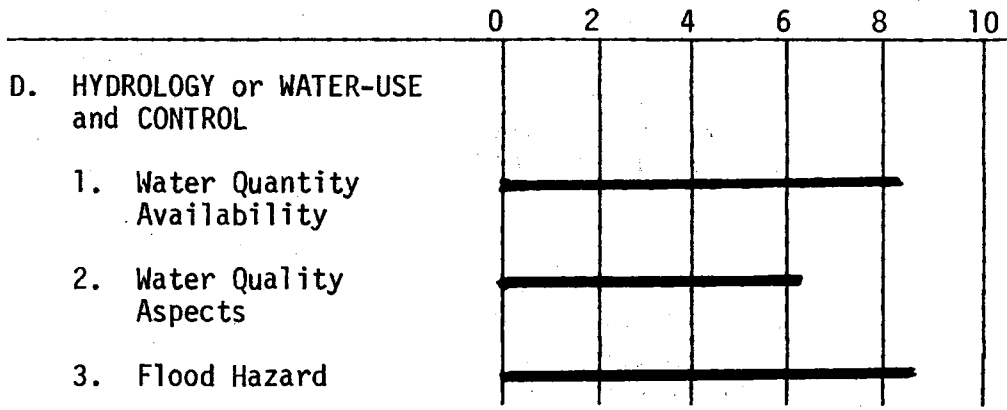 0 2 4 6 8 10
D. HYDROLOGY or WATER-USE
and CONTROL
1. Water Quantity
Availability
2. Water Quality
Aspects
3. Flood Hazard